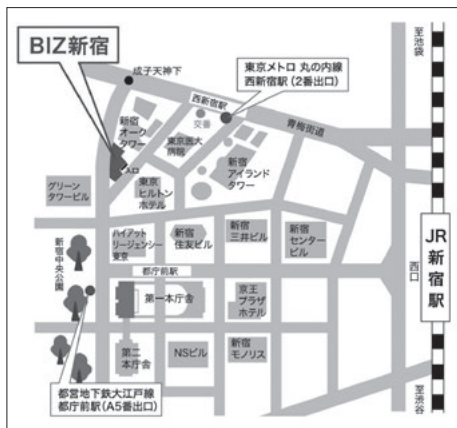 BIZ新宿
成子天神下
西新宿駅
東京メトロ 丸の内線
西新宿駅(2番出口)
至池袋
交番
青梅街道
新宿
オーク
タワー
東京医大
病院
入口
新宿
アイランド
タワー
グリーン
タワービル
東京
ヒルトン
ホテル
ハイアット
リージェンシー
東京
新宿
住友ビル
新宿
三井ビル
新宿
センター
ビル
JR新宿駅
西口
新宿中央公園
都庁前駅
第一本庁舎
京王
プラザ
ホテル
第二
本庁舎
NSビル
新宿
モノリス
都営地下鉄大江戸線
都庁前駅(A5番出口)
至渋谷